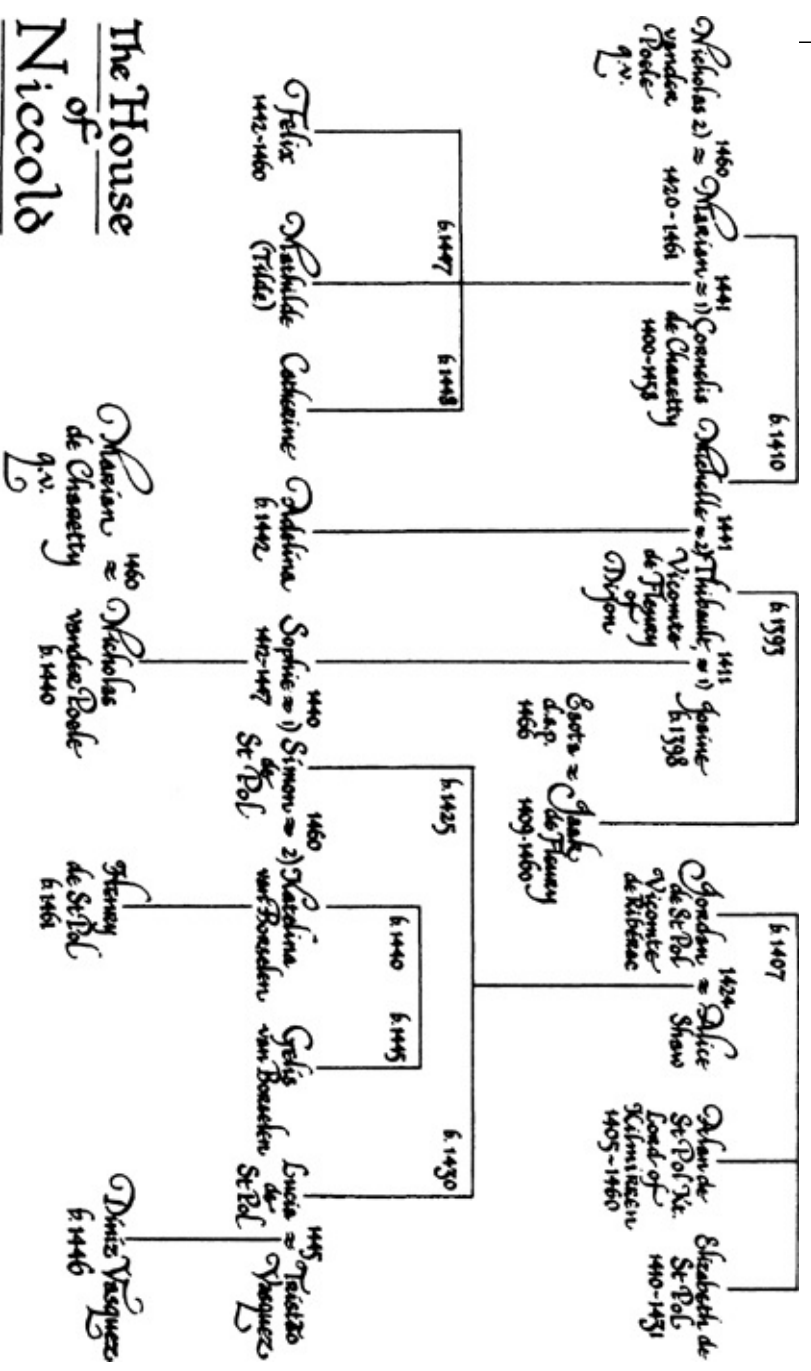 The House
of
Niccolò
b.1410
b.1393
b.1407
Nicholas 2) ≈ Marian ≈ 1) Cornelis
1460
1441
vander
Poele
q.v.
1420-1461
de Charetty
1400-1458
Michelle ≈ 2) Thibault, ≈ 1) Josine
1441
1411
Vicomte
de Fleury
of
Dijon
b.1398
Esota ≈ Jaak
d.s.p.
1466
de Fleury
1409-1460
Jordan ≈ Alice
1424
de St Pol
Vicomte
de Ribérac
Shaw
Alan de
St Pol Kt.
Lord of
Kilmirren
1405-1460
Elizabeth de
St Pol
1410-1431
b.1447
b.1448
b.1425
b.1440
b.1445
b.1430
Felix
1442-1460
Mathilde
(Tilde)
Catherine
Adelina
b.1442
Sophie ≈ 1) Simon ≈ 2) Katelina
1440
1460
1412-1447
de
St Pol
van Borselen
Gelis
van Borselen
Lucia ≈ Tristão
1445
de
St Pol
Vasquez
Marian ≈ Nicholas
1460
de Charetty
q.v.
vander Poele
b.1440
Henry
de St Pol
b.1461
Diniz Vasquez
b.1446